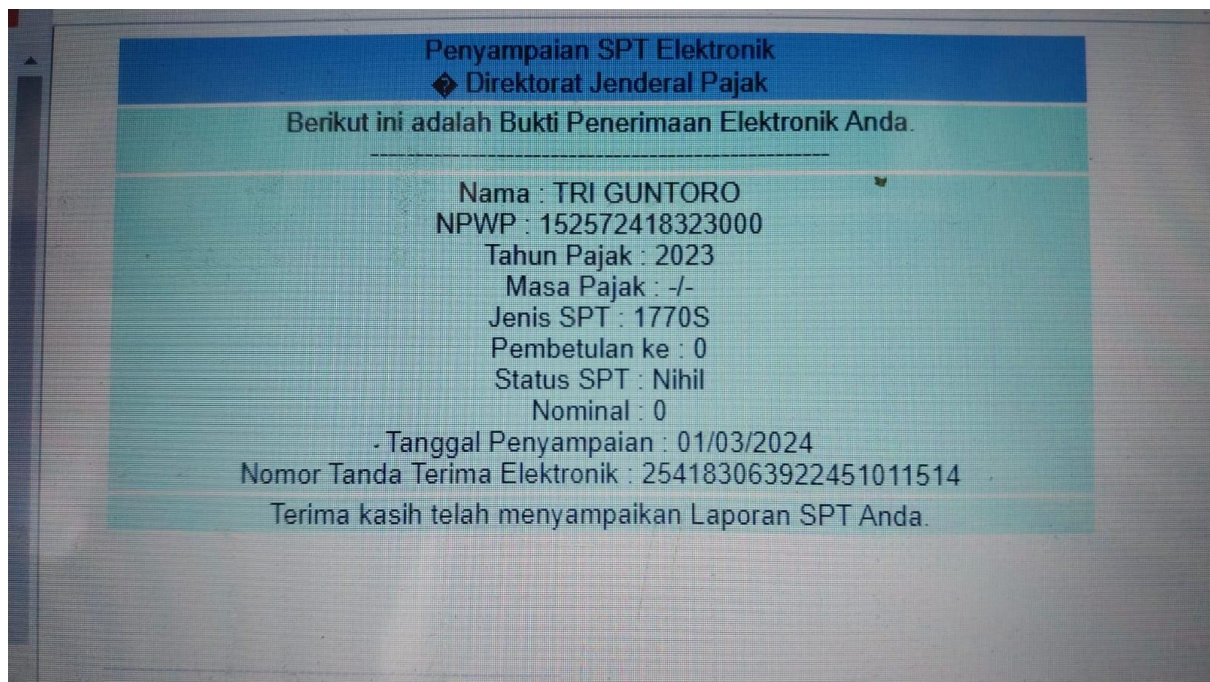 Penyampaian SPT Elektronik
� Direktorat Jenderal Pajak
Berikut ini adalah Bukti Penerimaan Elektronik Anda.
------------------------------------------------
Nama : TRI GUNTORO
NPWP : 152572418323000
Tahun Pajak : 2023
Masa Pajak : -/-
Jenis SPT : 1770S
Pembetulan ke : 0
Status SPT : Nihil
Nominal : 0
Tanggal Penyampaian : 01/03/2024
Nomor Tanda Terima Elektronik : 254183063922451011514
Terima kasih telah menyampaikan Laporan SPT Anda.